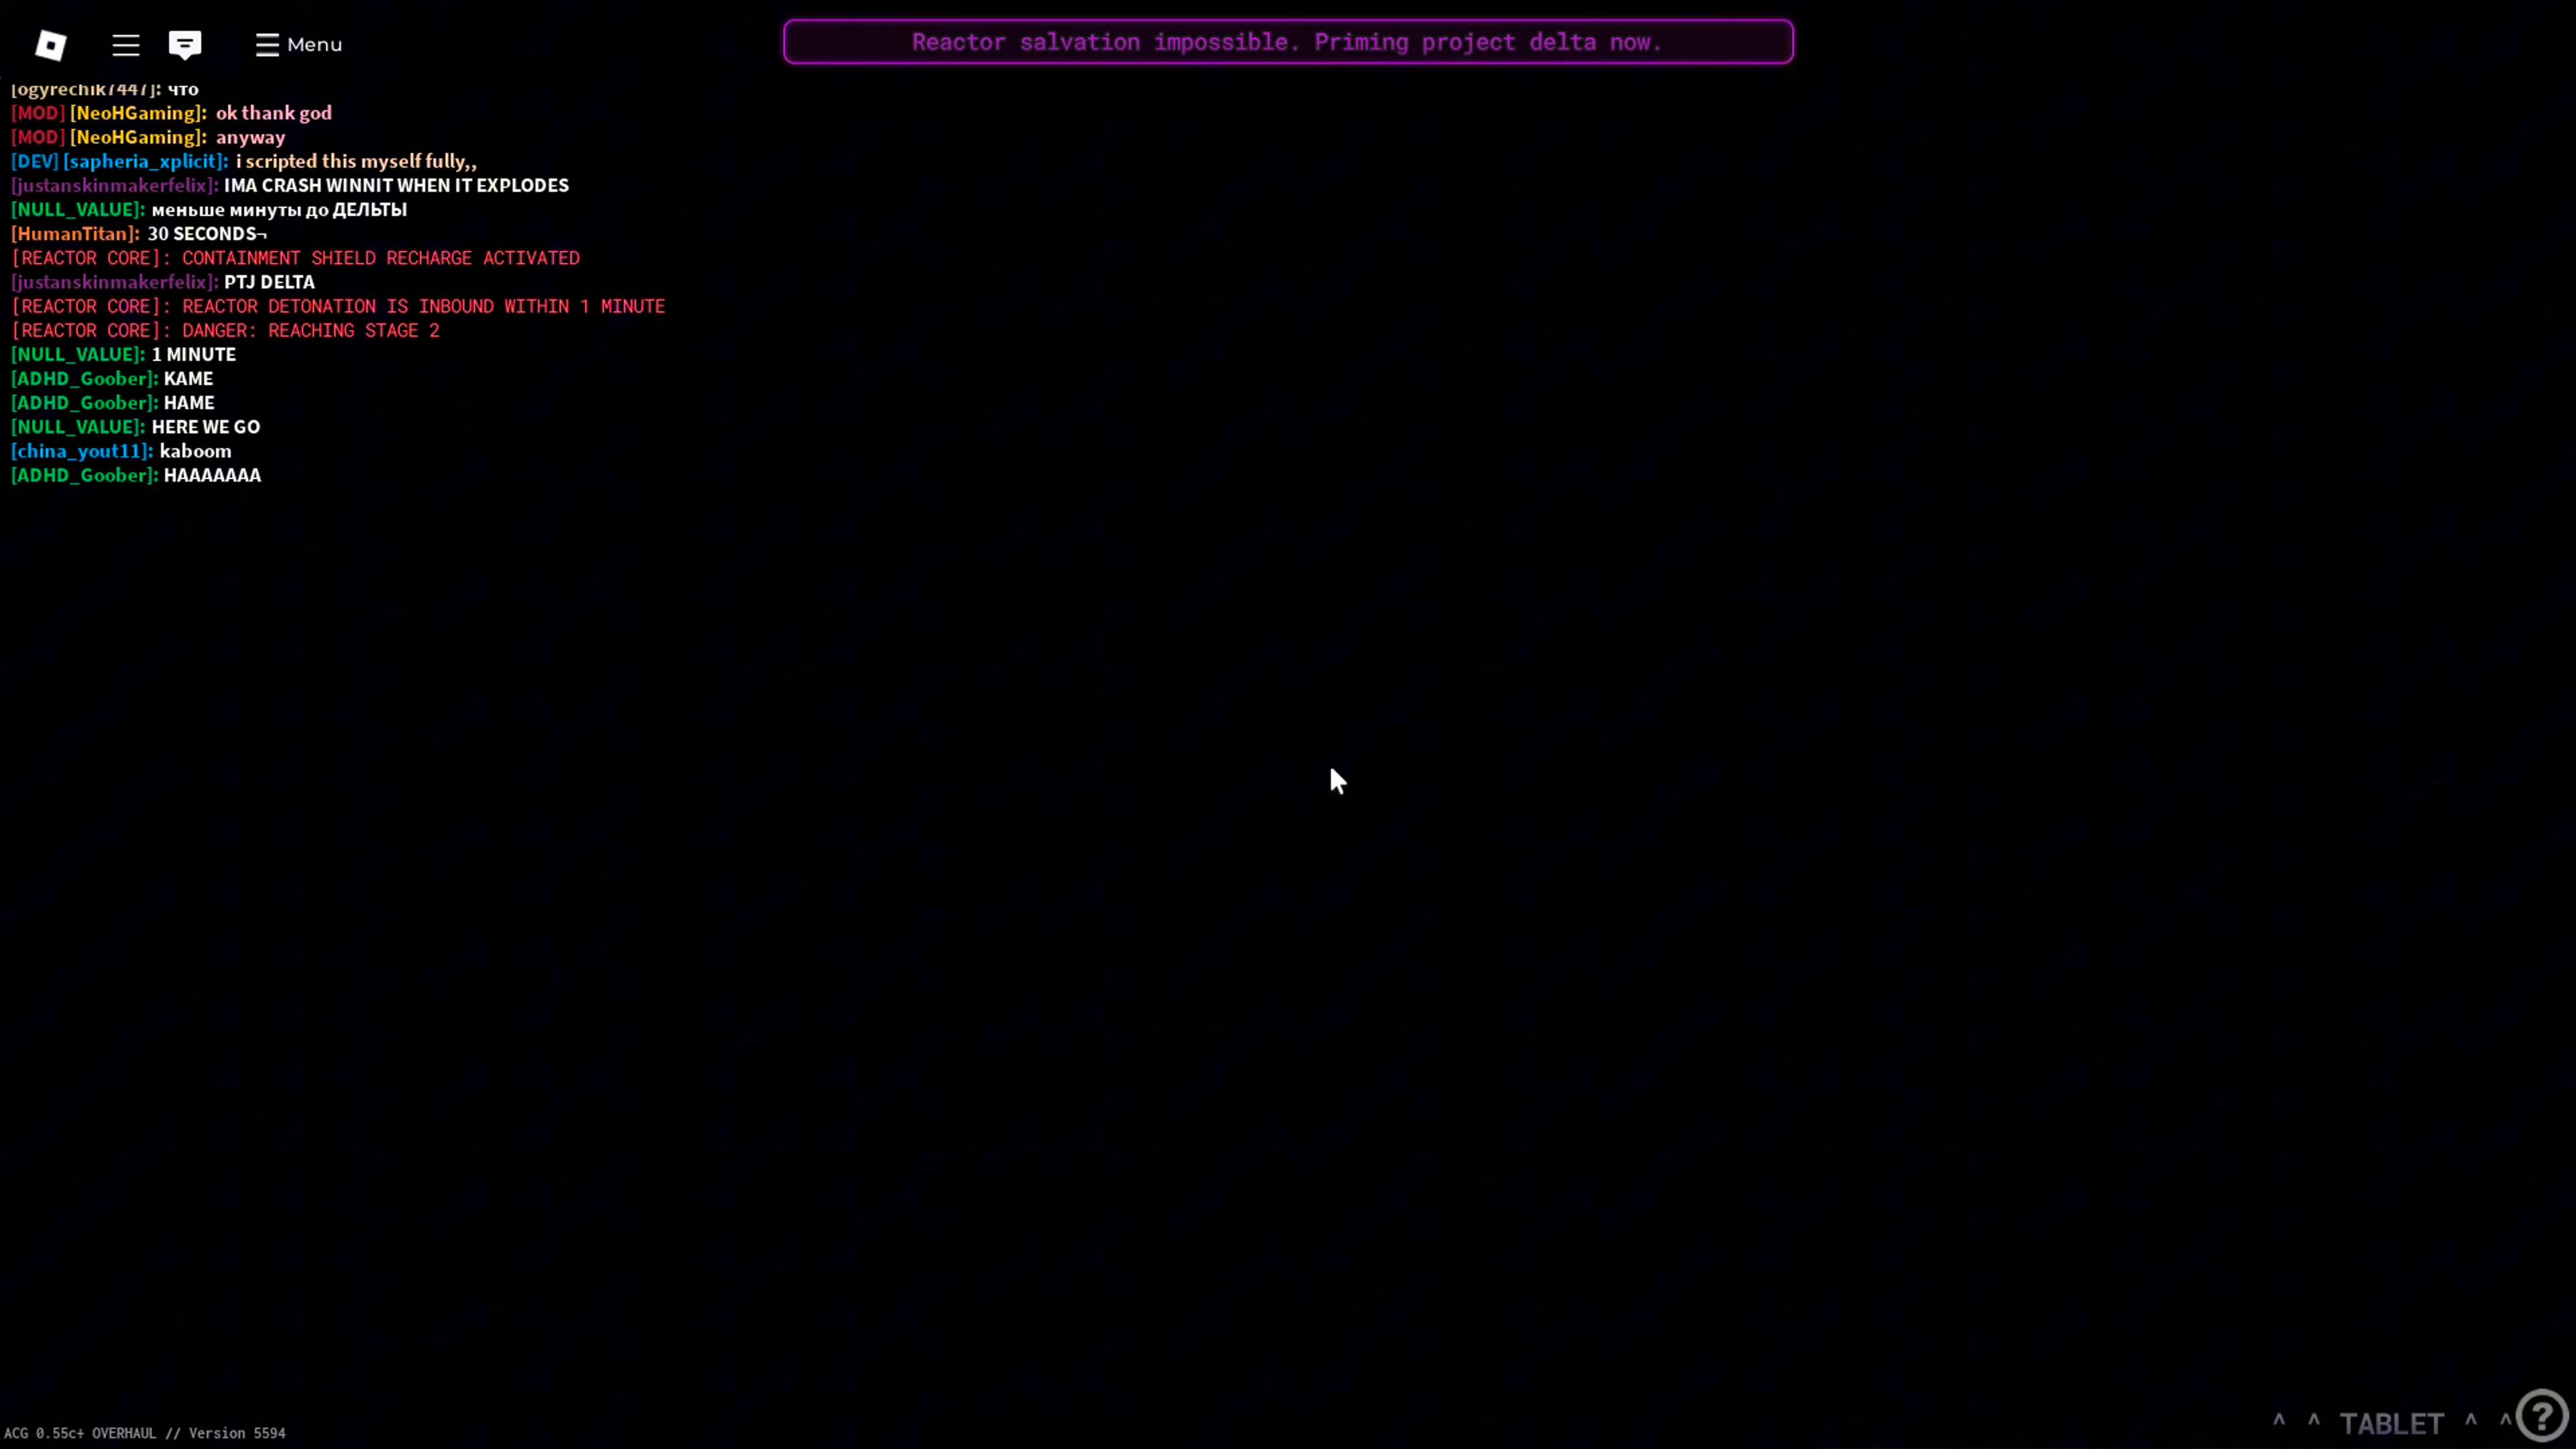 Menu
Reactor salvation impossible. Priming project delta now.
[ogyrechik7447]: что
[MOD] [NeoHGaming]: ok thank god
[MOD] [NeoHGaming]: anyway
[DEV] [sapheria_xplicit]: i scripted this myself fully,,
[justanskinmakerfelix]: IMA CRASH WINNIT WHEN IT EXPLODES
[NULL_VALUE]: меньше минуты до ДЕЛЬТЫ
[HumanTitan]: 30 SECONDS¬
[REACTOR CORE]: CONTAINMENT SHIELD RECHARGE ACTIVATED
[justanskinmakerfelix]: PTJ DELTA
[REACTOR CORE]: REACTOR DETONATION IS INBOUND WITHIN 1 MINUTE
[REACTOR CORE]: DANGER: REACHING STAGE 2
[NULL_VALUE]: 1 MINUTE
[ADHD_Goober]: KAME
[ADHD_Goober]: HAME
[NULL_VALUE]: HERE WE GO
[china_yout11]: kaboom
[ADHD_Goober]: HAAAAAAA
ACG 0.55c+ OVERHAUL // Version 5594
^ ^ TABLET ^ ^
?